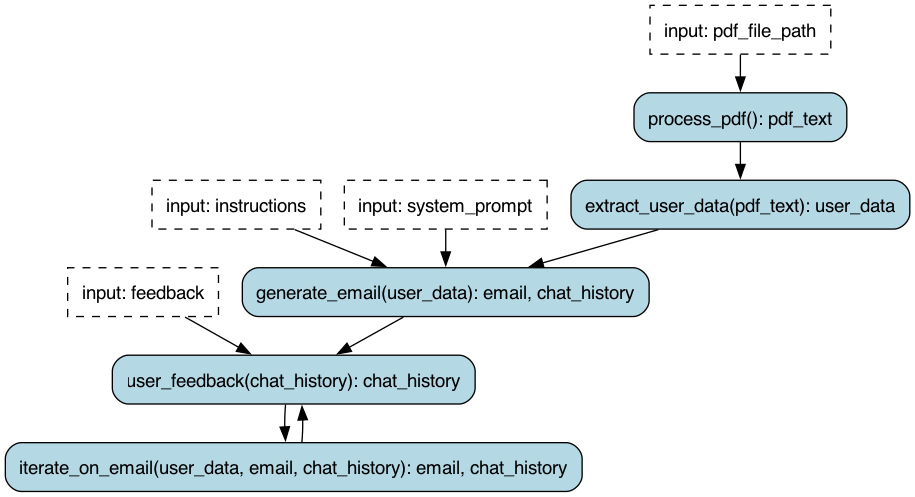 input: pdf_file_path
process_pdf(): pdf_text
input: instructions
input: system_prompt
extract_user_data(pdf_text): user_data
input: feedback
generate_email(user_data): email, chat_history
user_feedback(chat_history): chat_history
iterate_on_email(user_data, email, chat_history): email, chat_history